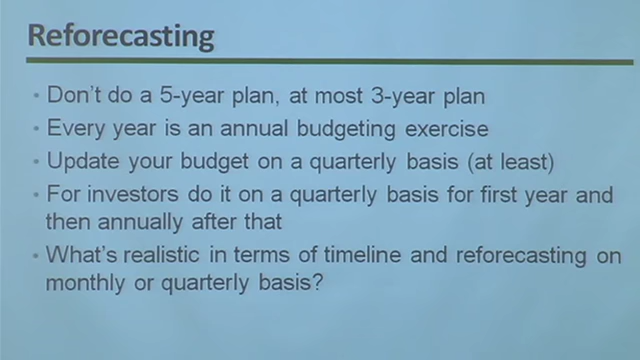 Reforecasting
• Don't do a 5-year plan, at most 3-year plan
• Every year is an annual budgeting exercise
• Update your budget on a quarterly basis (at least)
• For investors do it on a quarterly basis for first year and
then annually after that
• What's realistic in terms of timeline and reforecasting on
monthly or quarterly basis?